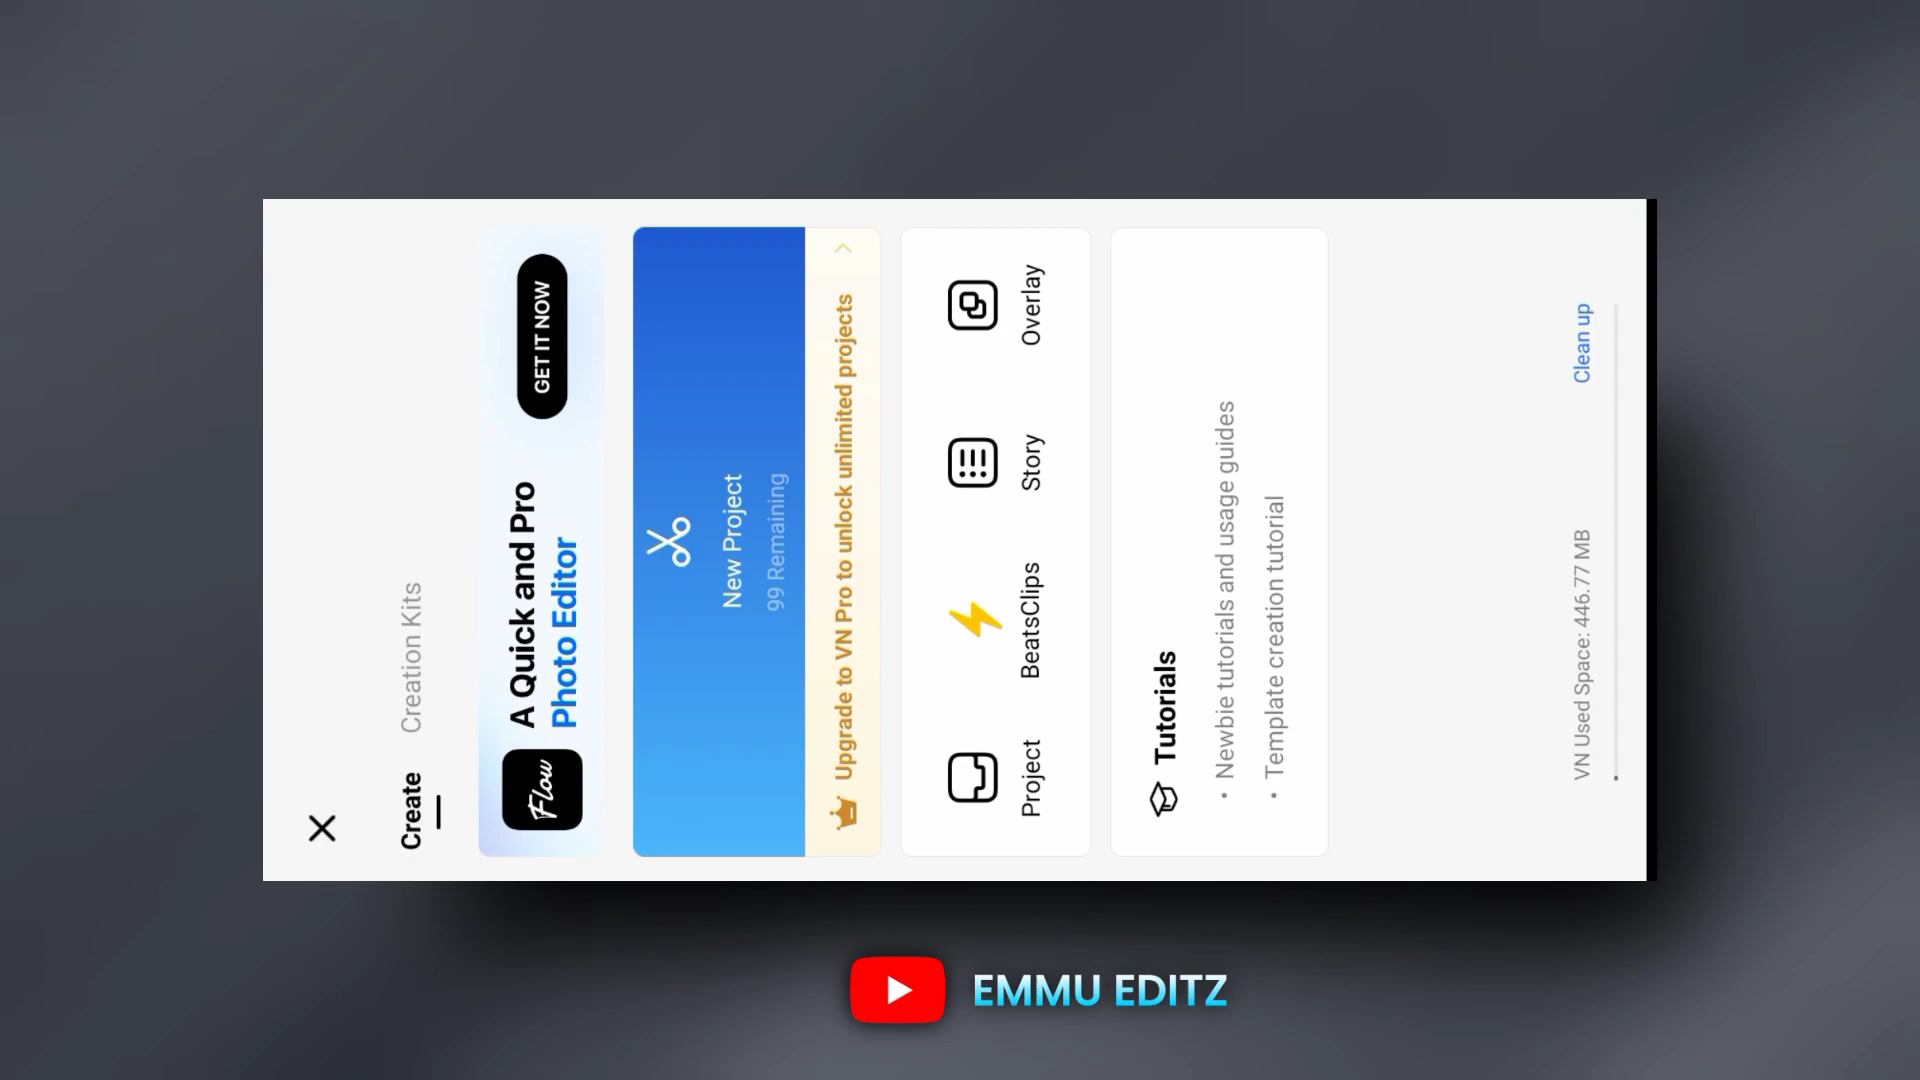 Create Creation Kits
Flow
A Quick and Pro
Photo Editor
GET IT NOW
New Project
99 Remaining
Upgrade to VN Pro to unlock unlimited projects
Project BeatsClips Story Overlay
Tutorials
• Newbie tutorials and usage guides
• Template creation tutorial
VN Used Space: 446.77 MB Clean up
EMMU EDITZ